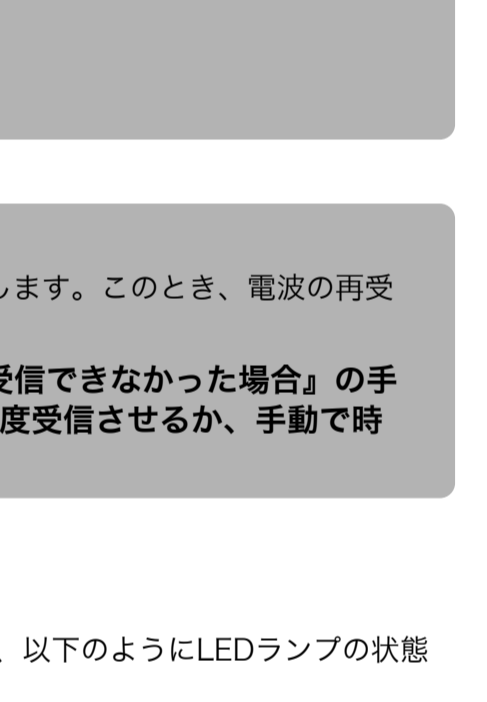 します。このとき、電波の再受
受信できなかった場合』の手
度受信させるか、手動で時
、以下のようにLEDランプの状態